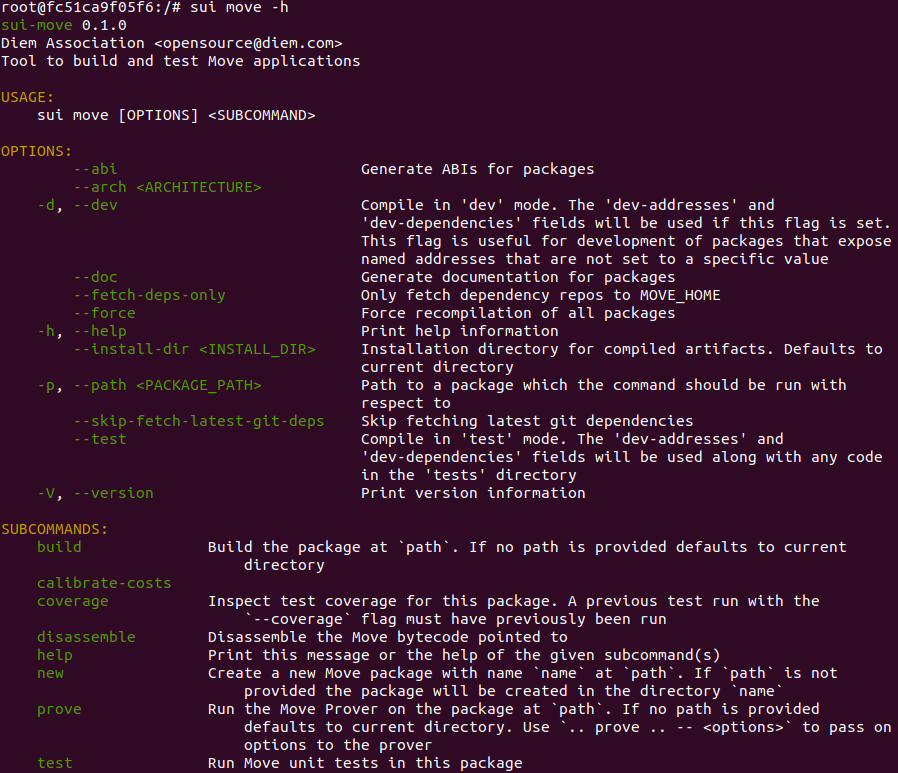 root@fc51ca9f05f6:/# sui move -h
sui-move 0.1.0
Diem Association <opensource@diem.com>
Tool to build and test Move applications

USAGE:
    sui move [OPTIONS] <SUBCOMMAND>

OPTIONS:
        --abi                           Generate ABIs for packages
        --arch <ARCHITECTURE>
    -d, --dev                           Compile in 'dev' mode. The 'dev-addresses' and
                                        'dev-dependencies' fields will be used if this flag is set.
                                        This flag is useful for development of packages that expose
                                        named addresses that are not set to a specific value
        --doc                           Generate documentation for packages
        --fetch-deps-only               Only fetch dependency repos to MOVE_HOME
        --force                         Force recompilation of all packages
    -h, --help                          Print help information
        --install-dir <INSTALL_DIR>     Installation directory for compiled artifacts. Defaults to
                                        current directory
    -p, --path <PACKAGE_PATH>           Path to a package which the command should be run with
                                        respect to
        --skip-fetch-latest-git-deps    Skip fetching latest git dependencies
        --test                          Compile in 'test' mode. The 'dev-addresses' and
                                        'dev-dependencies' fields will be used along with any code
                                        in the 'tests' directory
    -V, --version                       Print version information

SUBCOMMANDS:
    build              Build the package at `path`. If no path is provided defaults to current
                           directory
    calibrate-costs
    coverage           Inspect test coverage for this package. A previous test run with the
                           `--coverage` flag must have previously been run
    disassemble        Disassemble the Move bytecode pointed to
    help               Print this message or the help of the given subcommand(s)
    new                Create a new Move package with name `name` at `path`. If `path` is not
                           provided the package will be created in the directory `name`
    prove              Run the Move Prover on the package at `path`. If no path is provided
                           defaults to current directory. Use `.. prove .. -- <options>` to pass on
                           options to the prover
    test               Run Move unit tests in this package